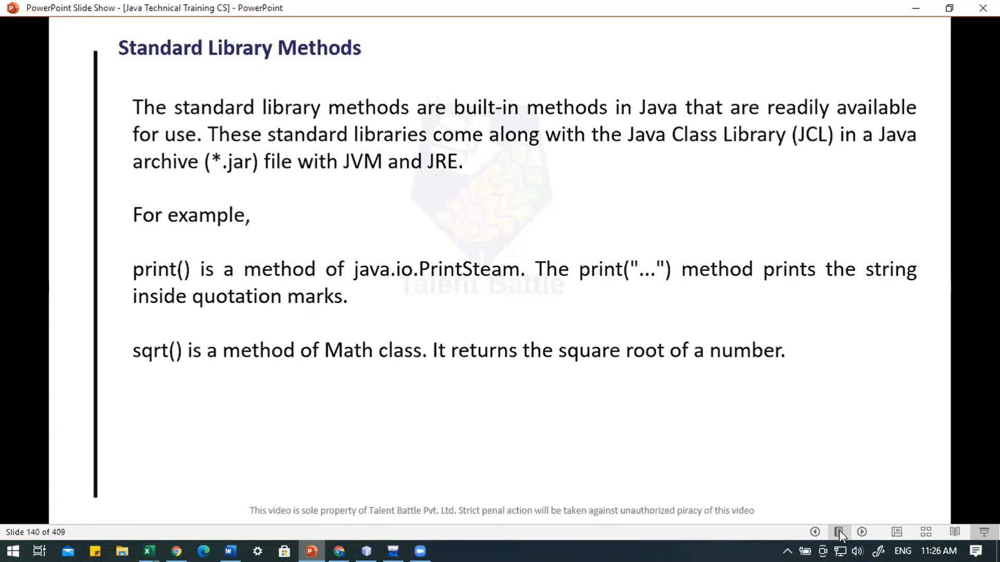 PowerPoint Slide Show - [Java Technical Training CS] - PowerPoint
Standard Library Methods
The standard library methods are built-in methods in Java that are readily available
for use. These standard libraries come along with the Java Class Library (JCL) in a Java
archive (*.jar) file with JVM and JRE.
For example,
print() is a method of java.io.PrintSteam. The print("...") method prints the string
inside quotation marks.
Talent Battle
sqrt() is a method of Math class. It returns the square root of a number.
This video is sole property of Talent Battle Pvt. Ltd. Strict penal action will be taken against unauthorized piracy of this video
Slide 140 of 409
ENG 11:26 AM